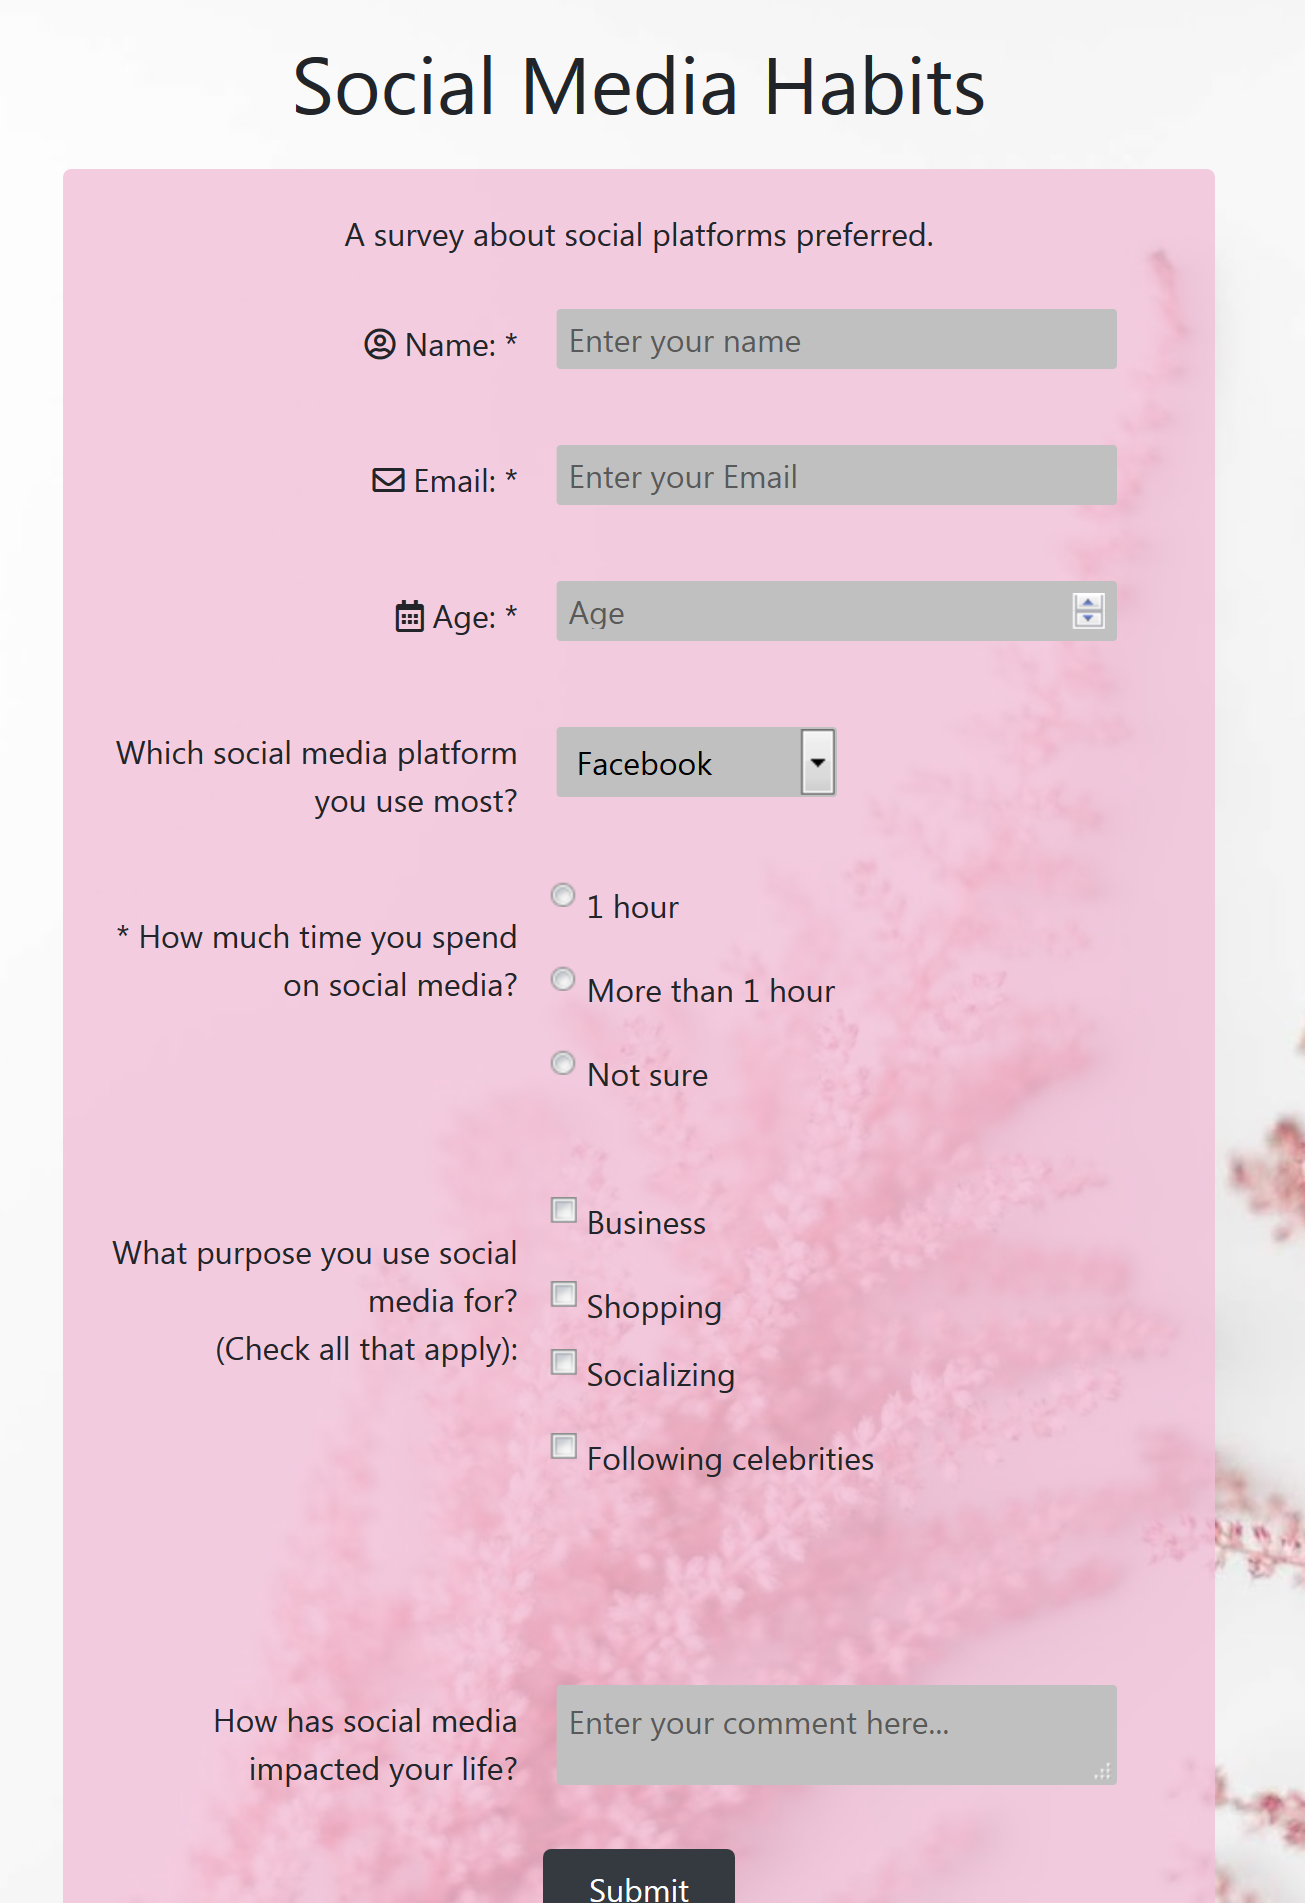 Social Media Habits
A survey about social platforms preferred.
Name: *
Enter your name
Email: *
Enter your Email
Age: *
Age
Which social media platform
you use most?
Facebook
* How much time you spend
on social media?
1 hour
More than 1 hour
Not sure
What purpose you use social
media for?
(Check all that apply):
Business
Shopping
Socializing
Following celebrities
How has social media
impacted your life?
Enter your comment here...
Submit